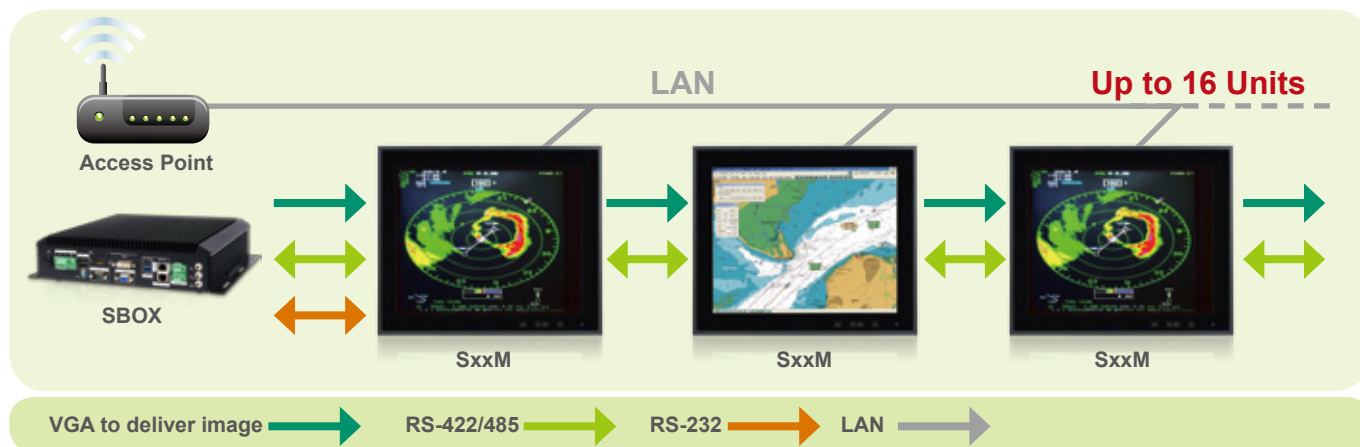 LAN
Up to 16 Units
Access Point
SBOX
SxxM
SxxM
SxxM
VGA to deliver image
RS-422/485
RS-232
LAN